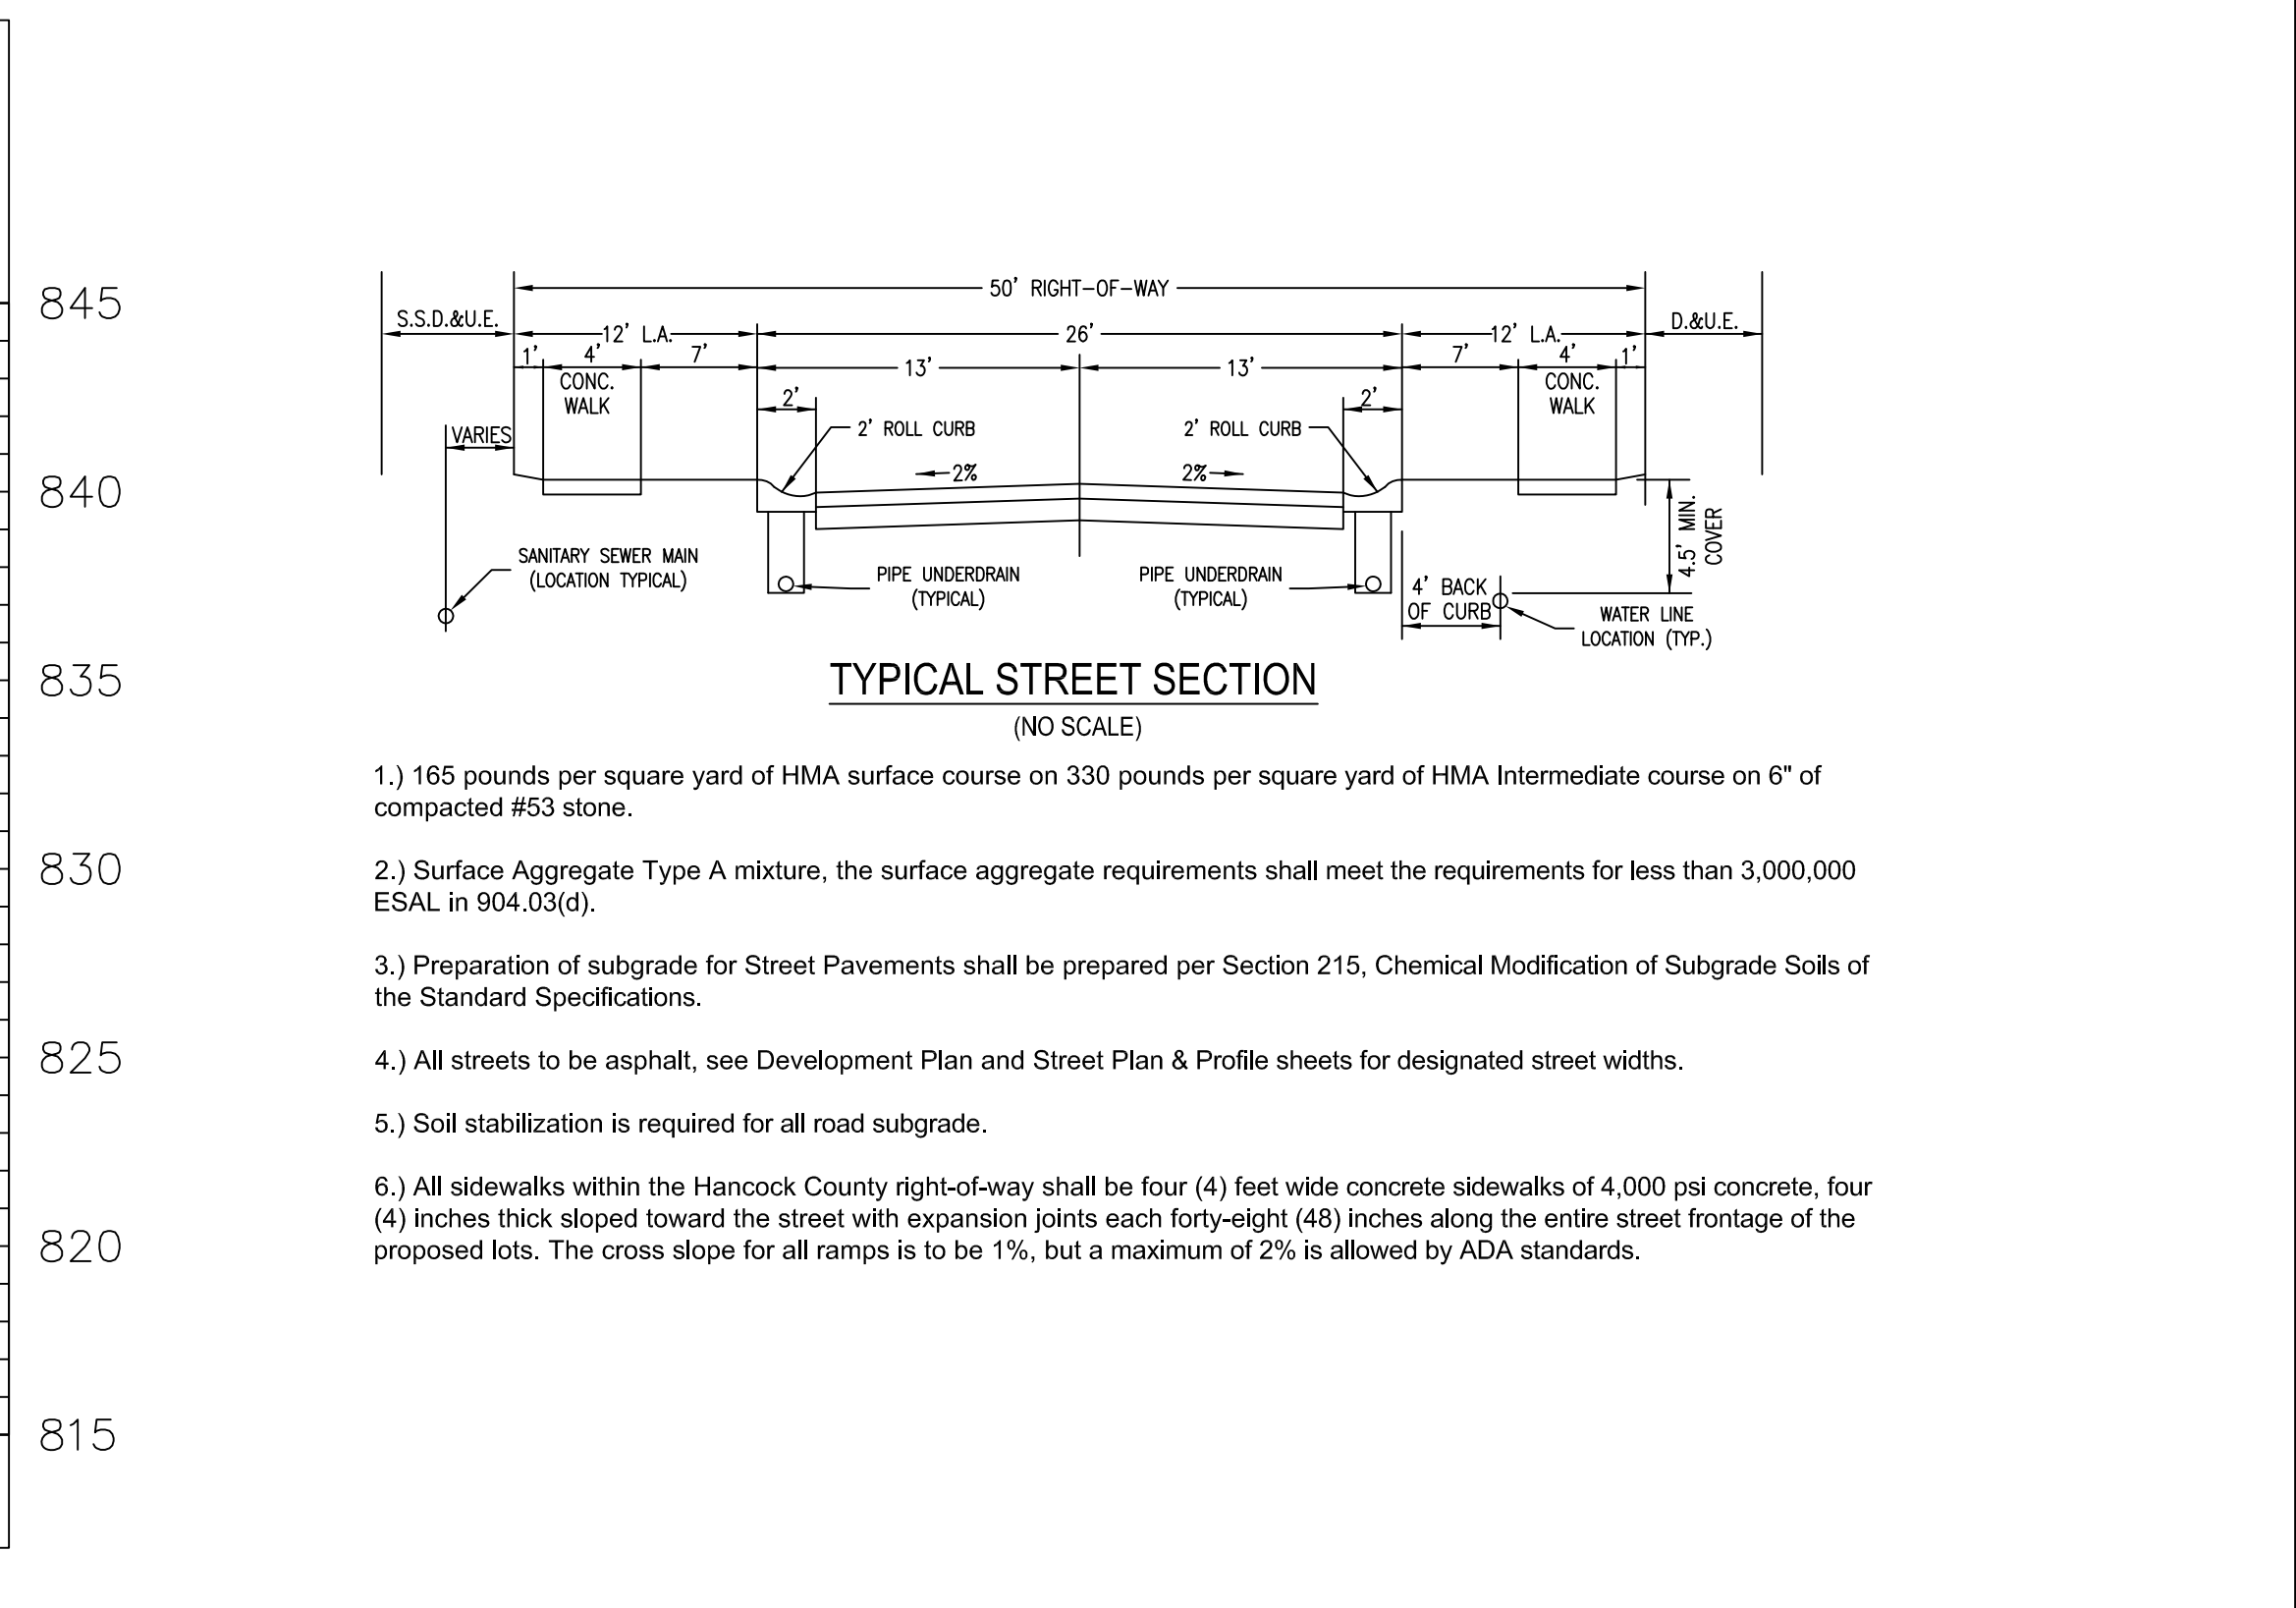 845
840
835
830
825
820
815
50' RIGHT-OF-WAY
S.S.D.&U.E.
12' L.A.
26'
12' L.A.
D.&U.E.
1'
4'
7'
13'
13'
7'
4'
1'
CONC.
WALK
CONC.
WALK
2'
2'
VARIES
2' ROLL CURB
2' ROLL CURB
2%
2%
4.5' MIN.
COVER
SANITARY SEWER MAIN
(LOCATION TYPICAL)
PIPE UNDERDRAIN
(TYPICAL)
PIPE UNDERDRAIN
(TYPICAL)
4' BACK
OF CURB
WATER LINE
LOCATION (TYP.)
TYPICAL STREET SECTION
(NO SCALE)
1.) 165 pounds per square yard of HMA surface course on 330 pounds per square yard of HMA Intermediate course on 6" of
compacted #53 stone.
2.) Surface Aggregate Type A mixture, the surface aggregate requirements shall meet the requirements for less than 3,000,000
ESAL in 904.03(d).
3.) Preparation of subgrade for Street Pavements shall be prepared per Section 215, Chemical Modification of Subgrade Soils of
the Standard Specifications.
4.) All streets to be asphalt, see Development Plan and Street Plan & Profile sheets for designated street widths.
5.) Soil stabilization is required for all road subgrade.
6.) All sidewalks within the Hancock County right-of-way shall be four (4) feet wide concrete sidewalks of 4,000 psi concrete, four
(4) inches thick sloped toward the street with expansion joints each forty-eight (48) inches along the entire street frontage of the
proposed lots. The cross slope for all ramps is to be 1%, but a maximum of 2% is allowed by ADA standards.